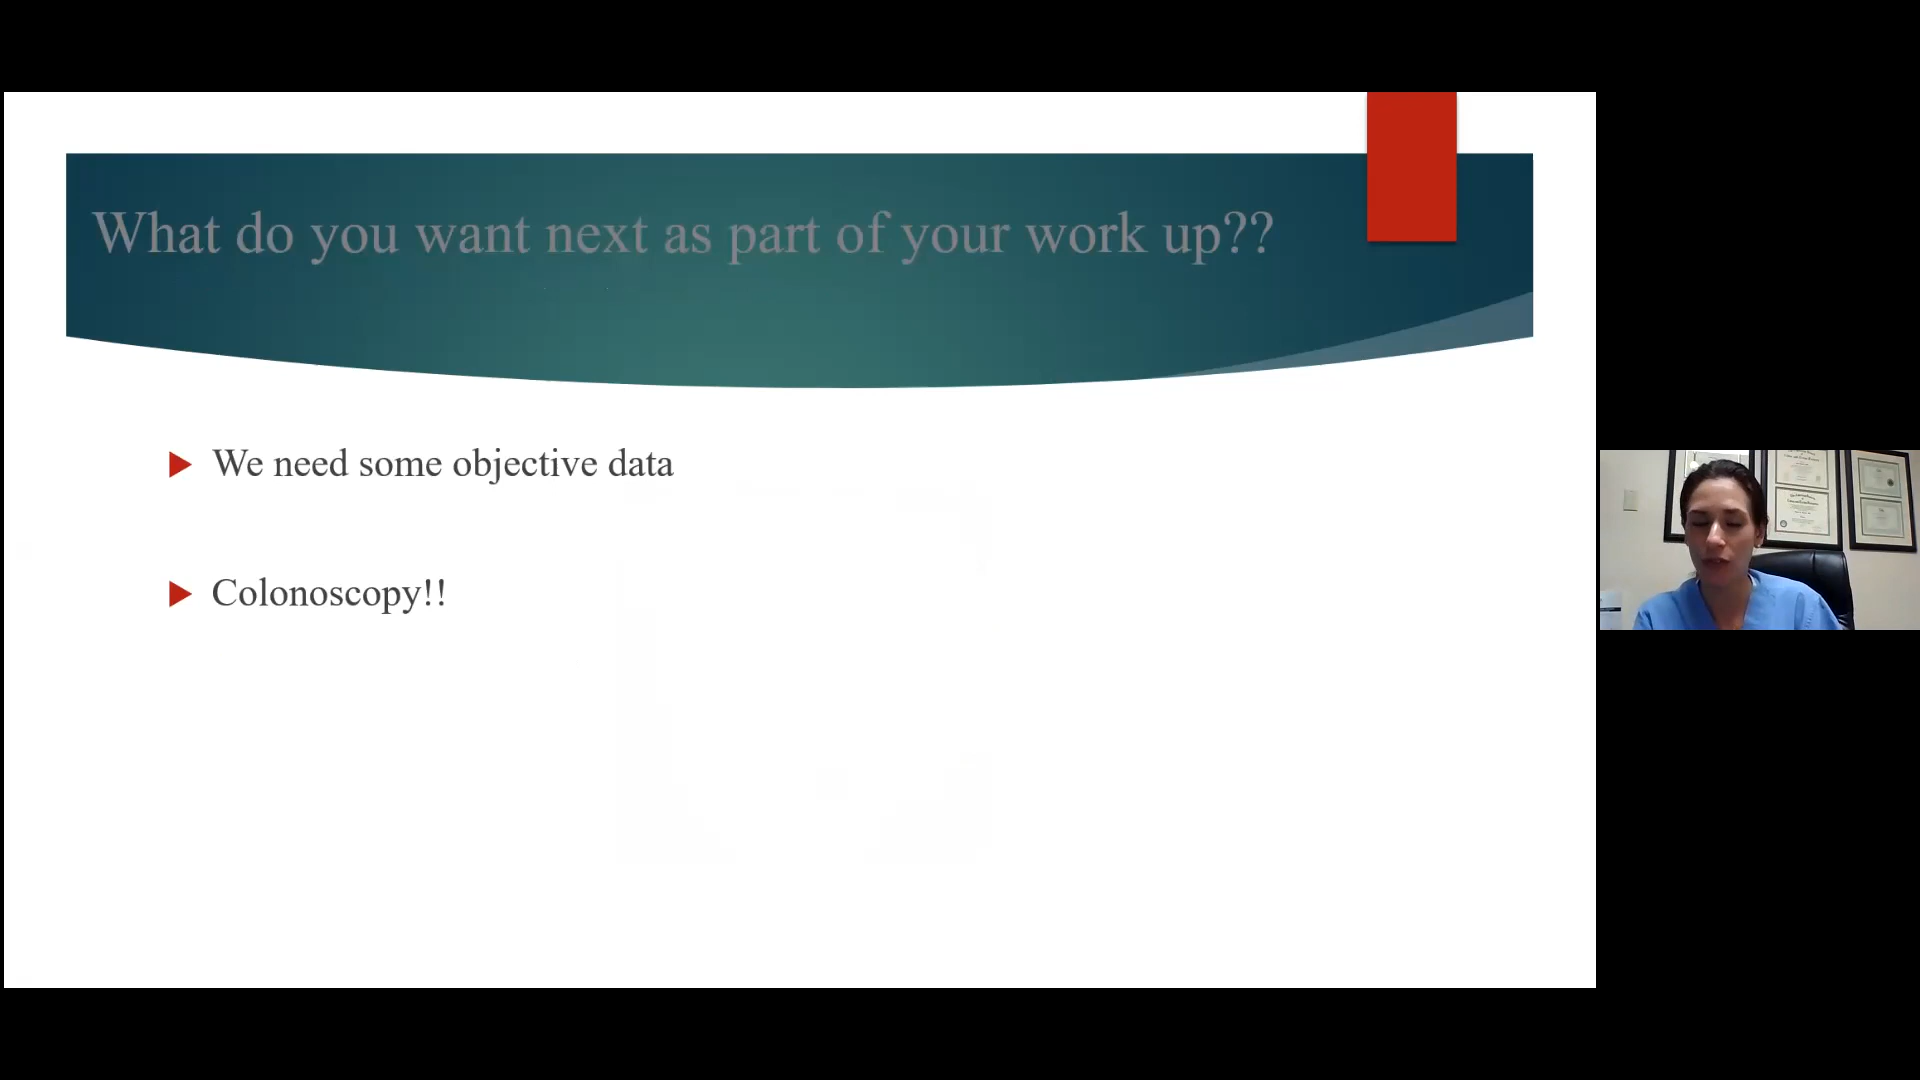 What do you want next as part of your work up??
We need some objective data
Colonoscopy!!